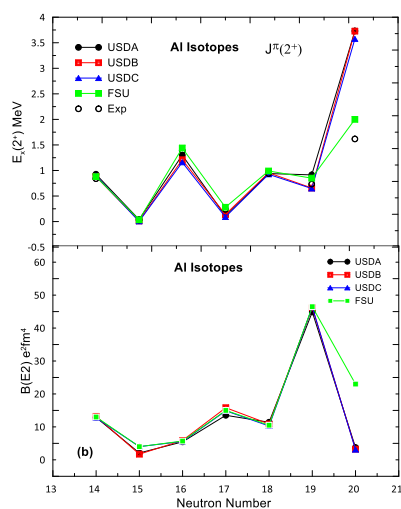 4
3.5
3
2.5
2
1.5
1
0.5
0
-0.5
Eₓ(2⁺) MeV
Al Isotopes
Jπ(2⁺)
USDA
USDB
USDC
FSU
Exp
60
50
40
30
20
10
0
B(E2) e²fm⁴
Al Isotopes
USDA
USDB
USDC
FSU
(b)
13 14 15 16 17 18 19 20 21
Neutron Number